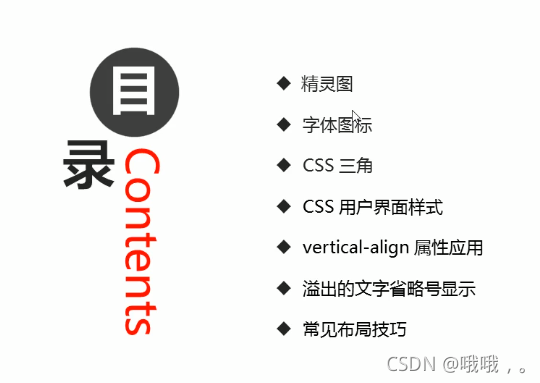 目
录
Contents
精灵图
字体图标
CSS 三角
CSS 用户界面样式
vertical-align 属性应用
溢出的文字省略号显示
常见布局技巧
CSDN @哦哦，。